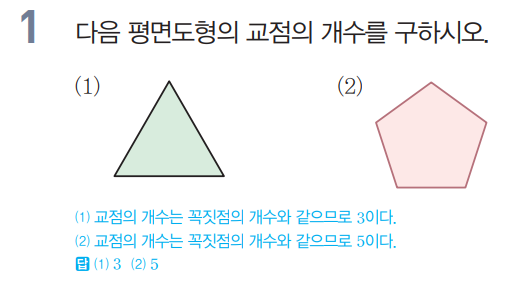 1 다음 평면도형의 교점의 개수를 구하시오.
(1) (2)
(1) 교점의 개수는 꼭짓점의 개수와 같으므로 3이다.
(2) 교점의 개수는 꼭짓점의 개수와 같으므로 5이다.
답 (1) 3 (2) 5